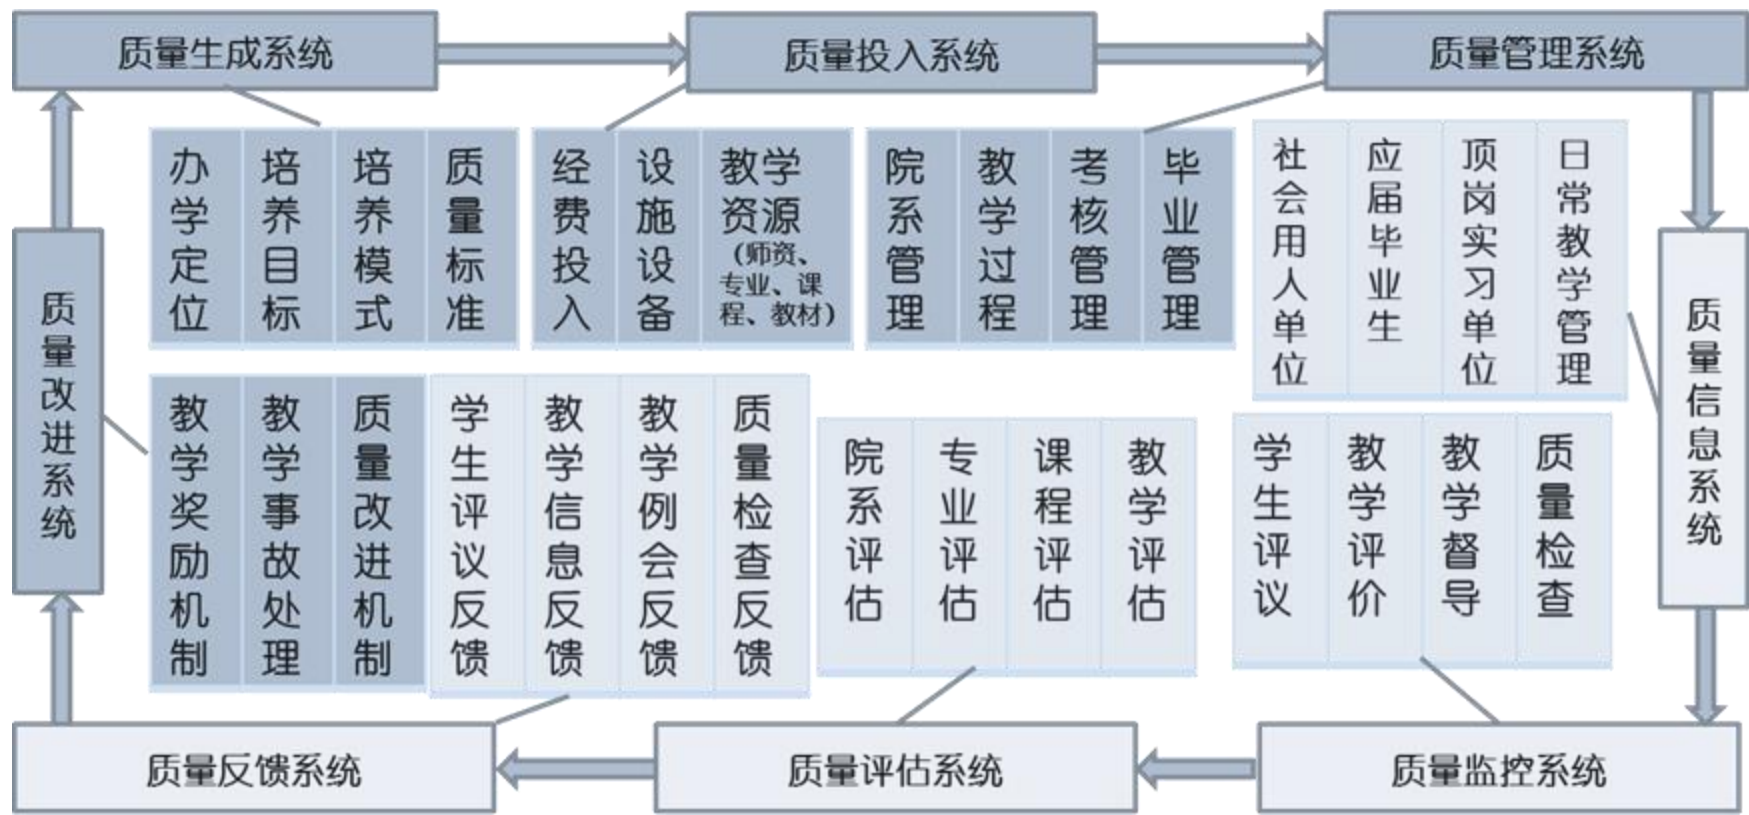 质量生成系统
质量投入系统
质量管理系统
办学定位
培养目标
培养模式
质量标准
经费投入
设施设备
教学
资源
(师资、
专业、课
程、教材)
院系管理
教学过程
考核管理
毕业管理
社会用人单位
应届毕业生
顶岗实习单位
日常教学管理
质量改进系统
质量信息系统
教学奖励机制
教学事故处理
质量改进机制
学生评议反馈
教学信息反馈
教学例会反馈
质量检查反馈
院系评估
专业评估
课程评估
教学评估
学生评议
教学评价
教学督导
质量检查
质量反馈系统
质量评估系统
质量监控系统